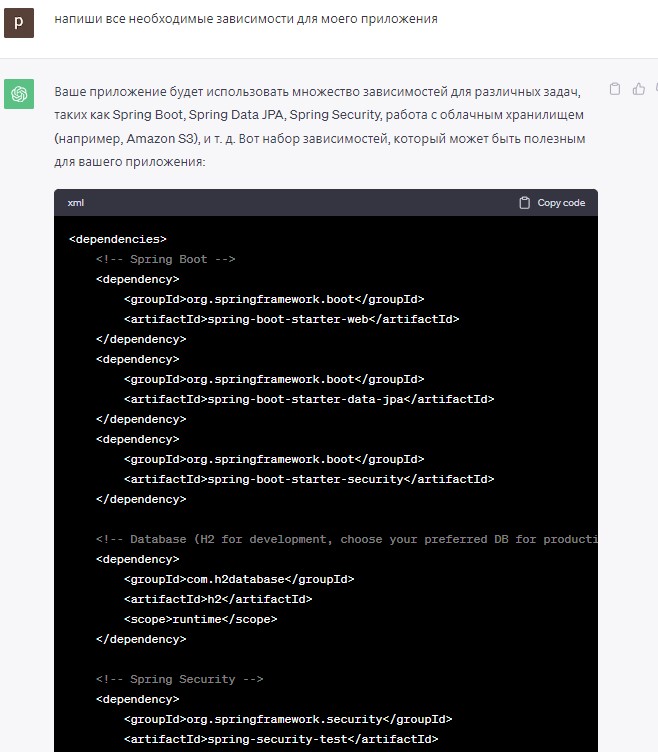 p
напиши все необходимые зависимости для моего приложения
Ваше приложение будет использовать множество зависимостей для различных задач,
таких как Spring Boot, Spring Data JPA, Spring Security, работа с облачным хранилищем
(например, Amazon S3), и т. д. Вот набор зависимостей, который может быть полезным
для вашего приложения:
xml
Copy code
<dependencies>
    <!-- Spring Boot -->
    <dependency>
        <groupId>org.springframework.boot</groupId>
        <artifactId>spring-boot-starter-web</artifactId>
    </dependency>
    <dependency>
        <groupId>org.springframework.boot</groupId>
        <artifactId>spring-boot-starter-data-jpa</artifactId>
    </dependency>
    <dependency>
        <groupId>org.springframework.boot</groupId>
        <artifactId>spring-boot-starter-security</artifactId>
    </dependency>
    <!-- Database (H2 for development, choose your preferred DB for producti
    <dependency>
        <groupId>com.h2database</groupId>
        <artifactId>h2</artifactId>
        <scope>runtime</scope>
    </dependency>
    <!-- Spring Security -->
    <dependency>
        <groupId>org.springframework.security</groupId>
        <artifactId>spring-security-test</artifactId>